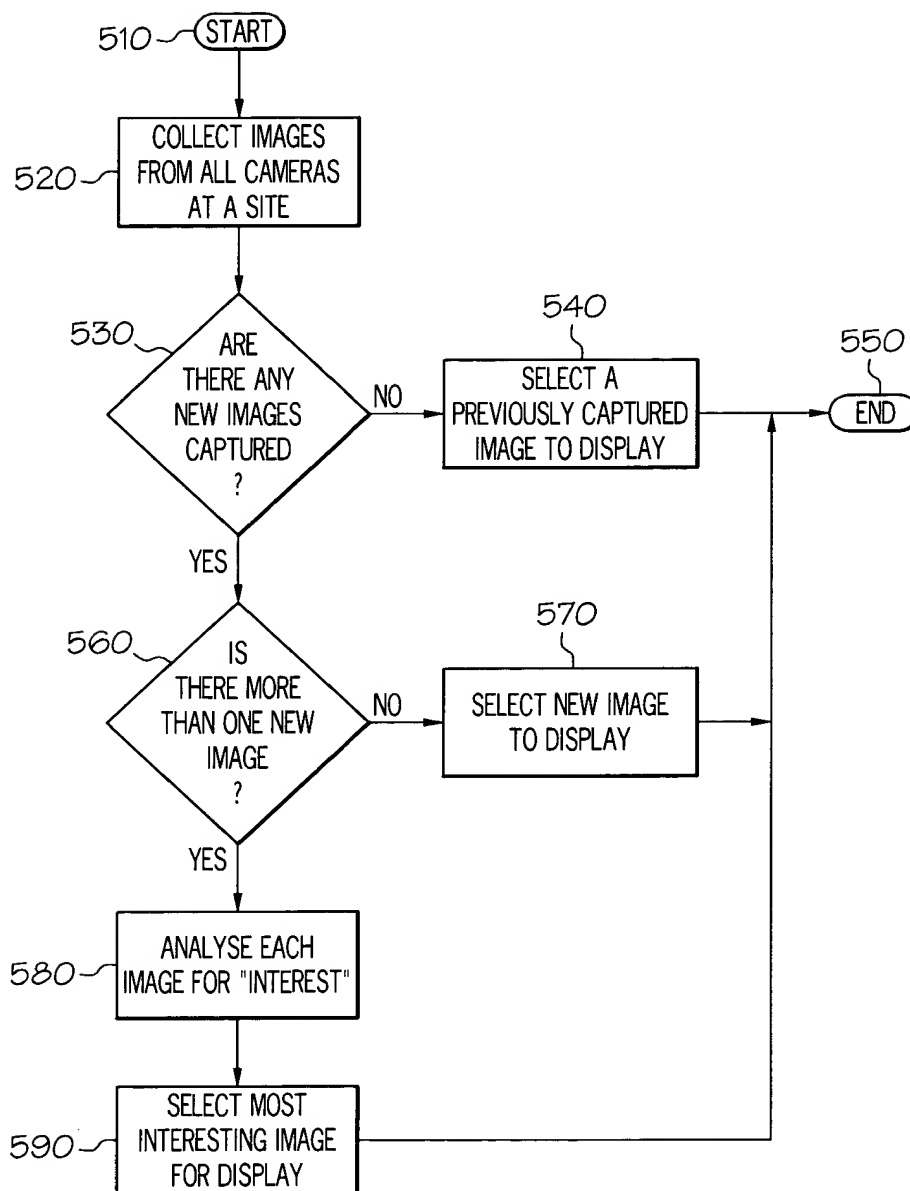 510
START
520
COLLECT IMAGES
FROM ALL CAMERAS
AT A SITE
530
ARE
THERE ANY
NEW IMAGES
CAPTURED
?
NO
540
SELECT A
PREVIOUSLY CAPTURED
IMAGE TO DISPLAY
550
END
YES
560
IS
THERE MORE
THAN ONE NEW
IMAGE
?
NO
570
SELECT NEW IMAGE
TO DISPLAY
YES
580
ANALYSE EACH
IMAGE FOR "INTEREST"
590
SELECT MOST
INTERESTING IMAGE
FOR DISPLAY